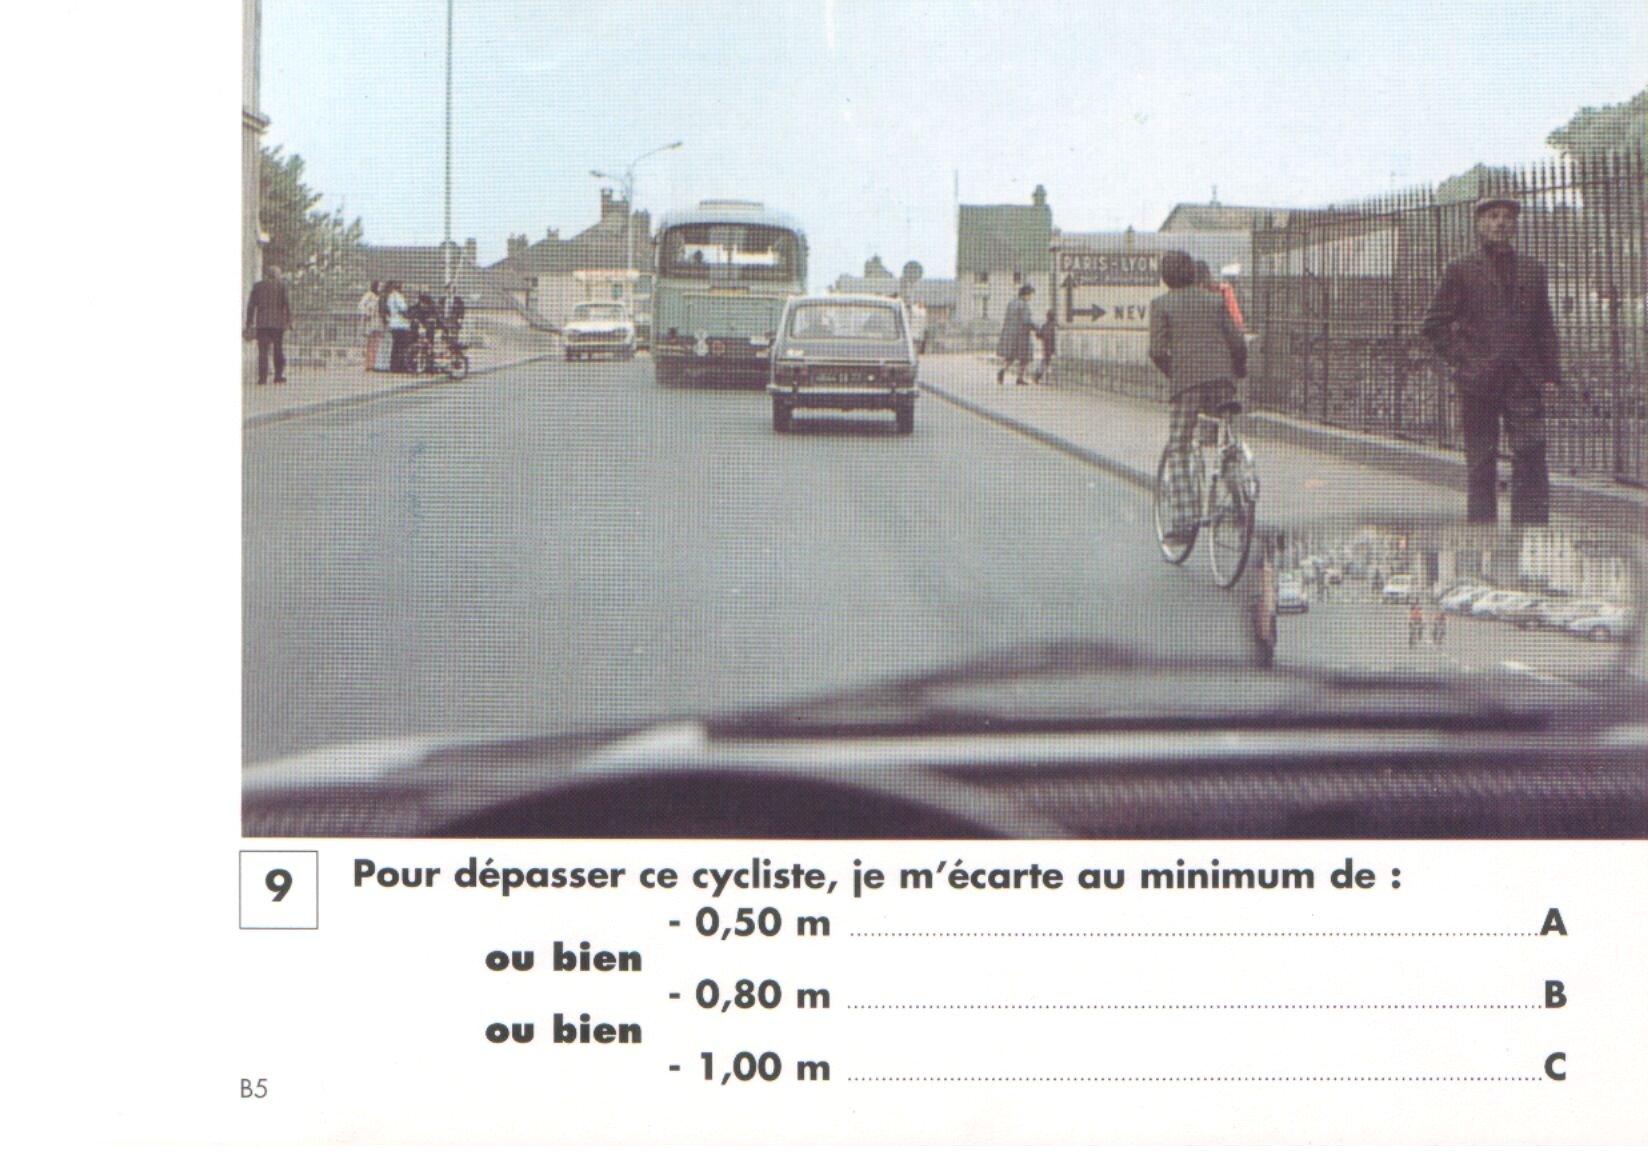 PARIS-LYON
NEV
9
Pour dépasser ce cycliste, je m'écarte au minimum de :
- 0,50 m ........ A
ou bien
- 0,80 m ........ B
ou bien
- 1,00 m ........ C
B5